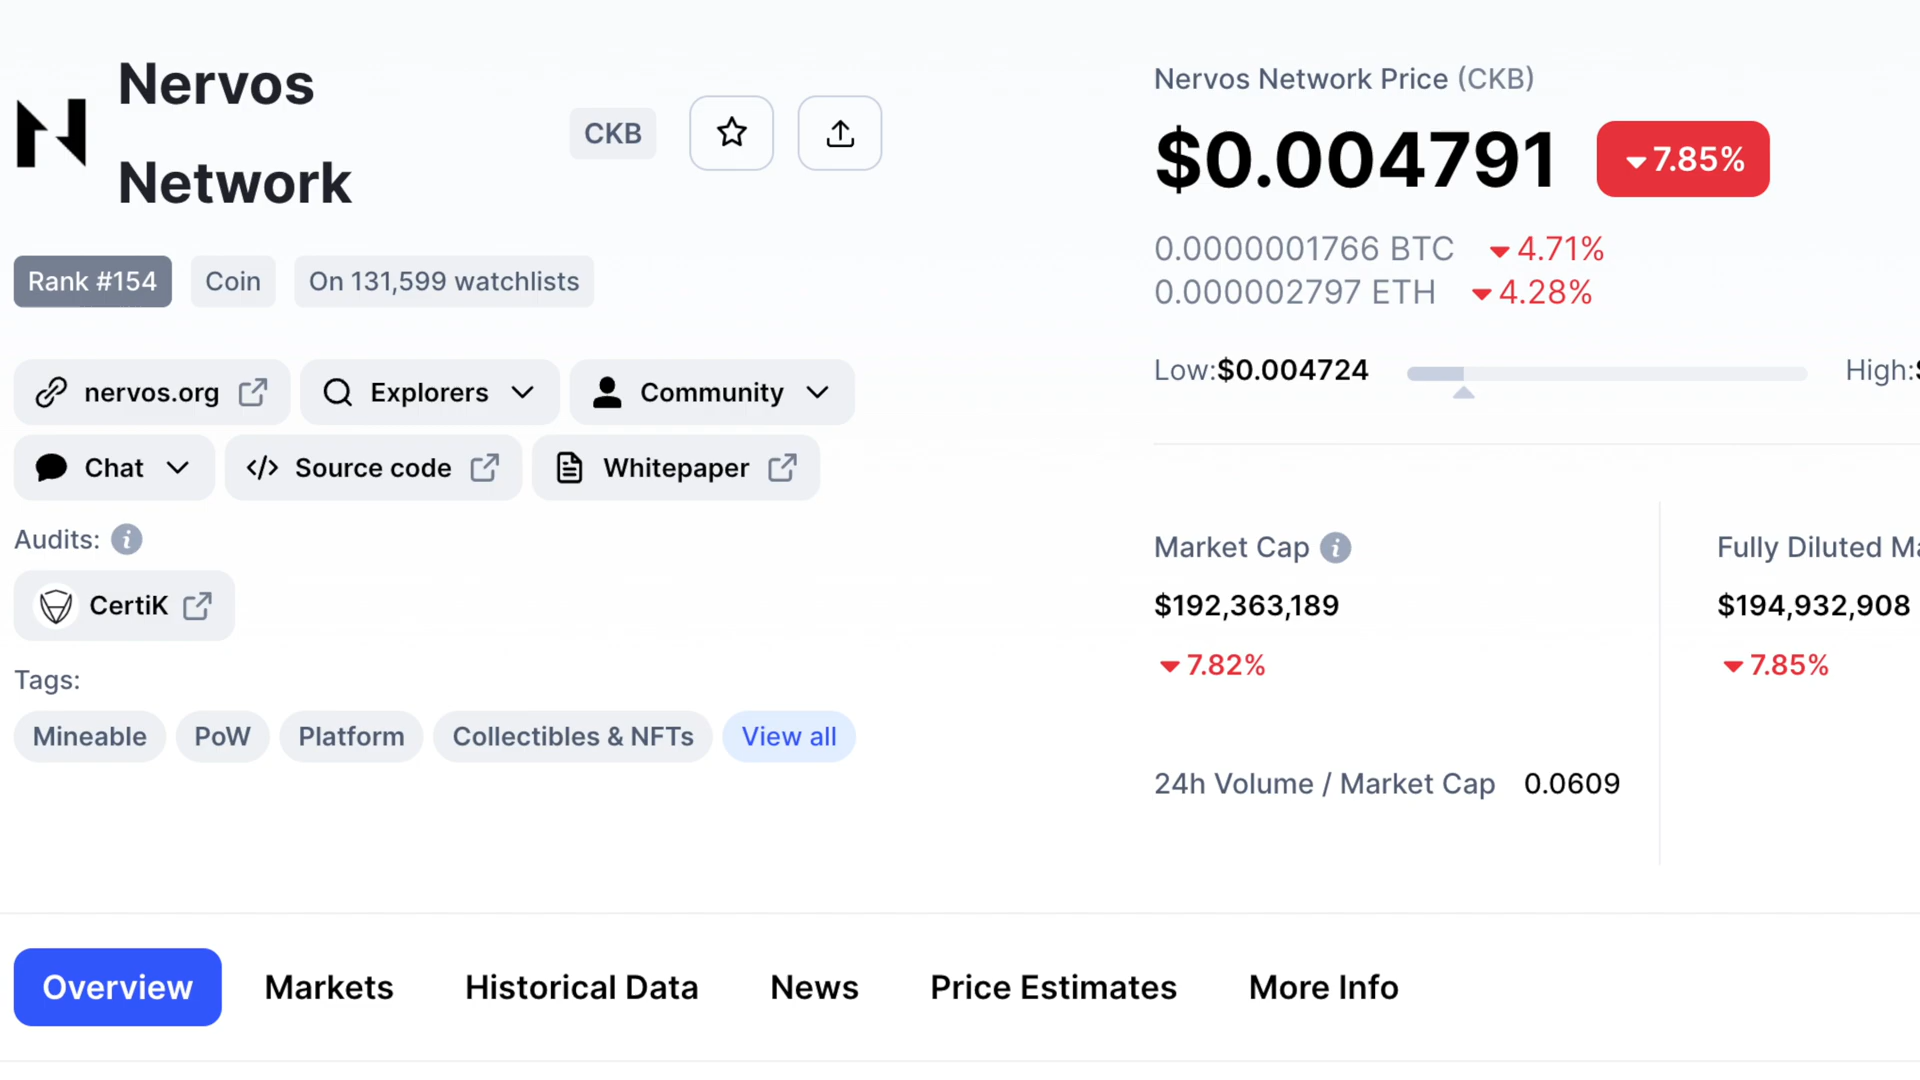 Nervos
Network
CKB
Rank #154
Coin
On 131,599 watchlists
nervos.org
Explorers
Community
Chat
Source code
Whitepaper
Audits:
CertiK
Tags:
Mineable
PoW
Platform
Collectibles & NFTs
View all
Nervos Network Price (CKB)
$0.004791
7.85%
0.0000001766 BTC
4.71%
0.000002797 ETH
4.28%
Low:$0.004724
High:
Market Cap
$192,363,189
7.82%
24h Volume / Market Cap 0.0609
Fully Diluted
$194,932,908
7.85%
Overview
Markets
Historical Data
News
Price Estimates
More Info